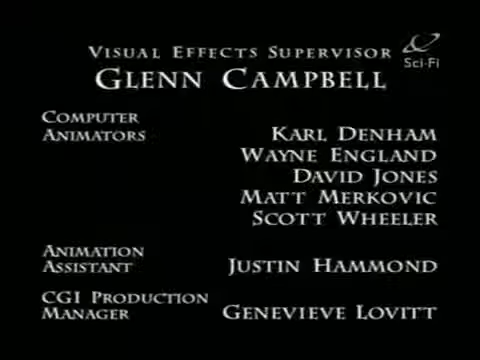 Visual Effects Supervisor
Sci-Fi
Glenn Campbell
Computer
Animators
Karl Denham
Wayne England
David Jones
Matt Merkovic
Scott Wheeler
Animation
Assistant
Justin Hammond
CGI Production
Manager
Genevieve Lovitt